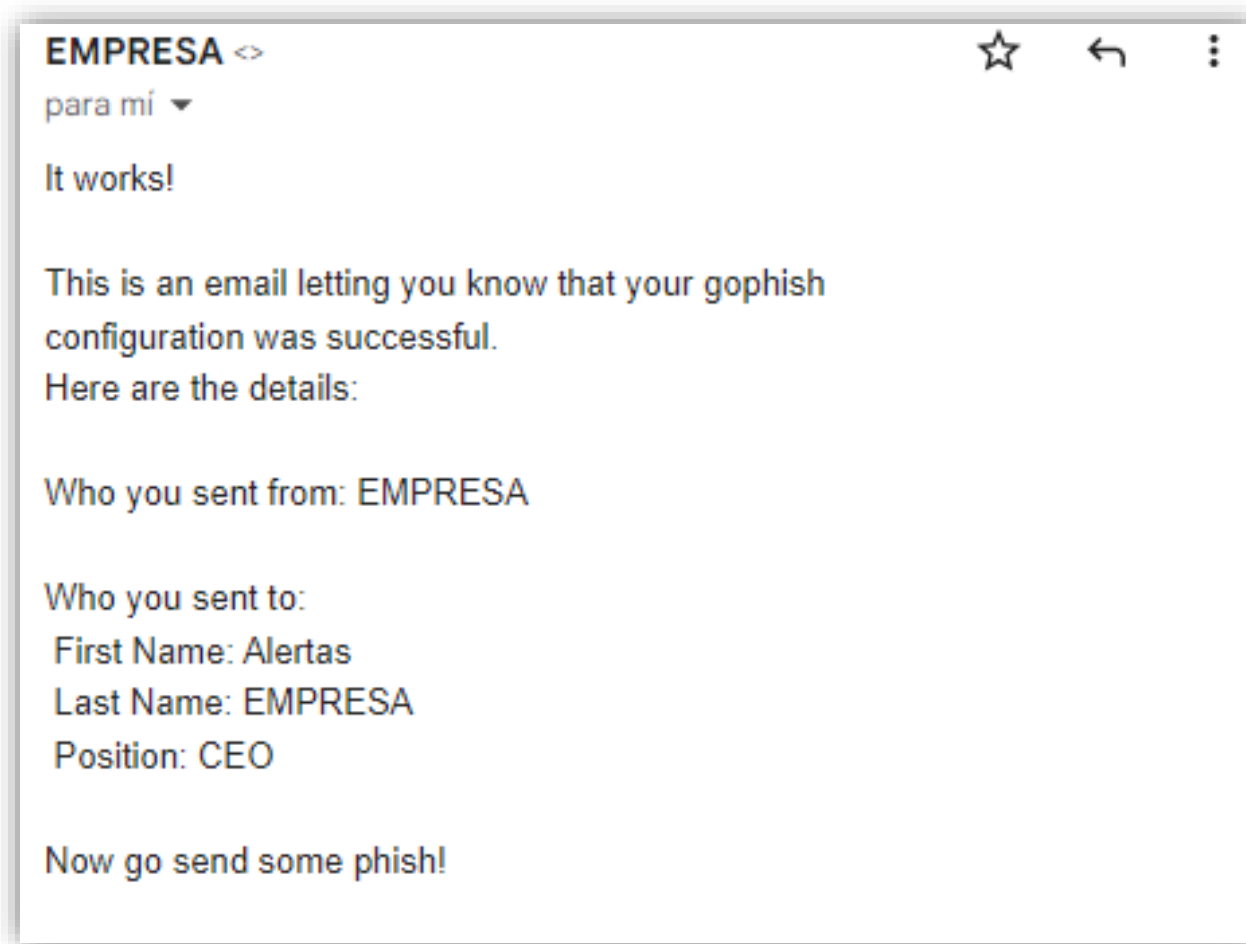 EMPRESA <>
para mí
It works!
This is an email letting you know that your gophish
configuration was successful.
Here are the details:
Who you sent from: EMPRESA
Who you sent to:
First Name: Alertas
Last Name: EMPRESA
Position: CEO
Now go send some phish!